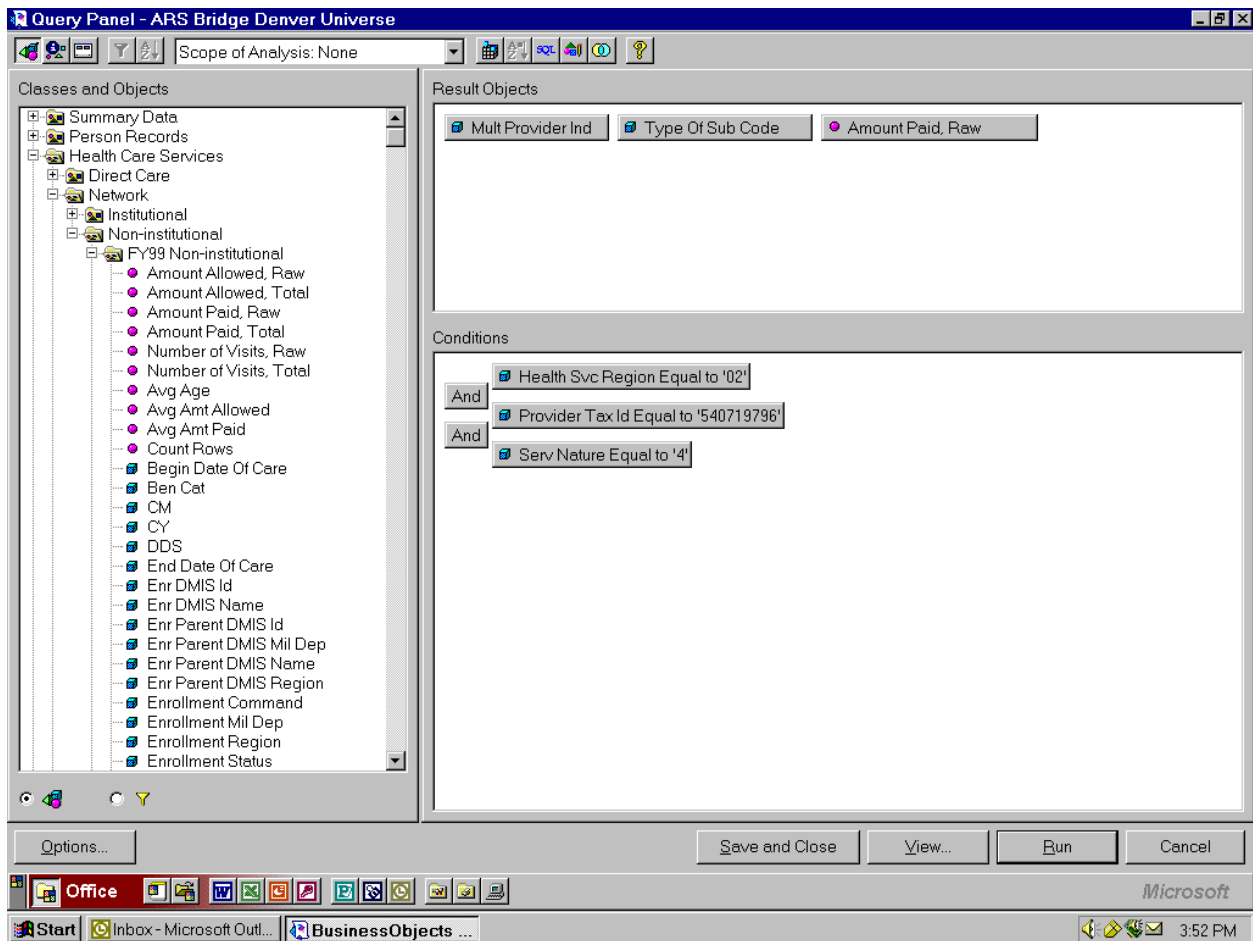 Query Panel - ARS Bridge Denver Universe
Scope of Analysis: None
SQL
Classes and Objects
Summary Data
Person Records
Health Care Services
Direct Care
Network
Institutional
Non-institutional
FY99 Non-institutional
Amount Allowed, Raw
Amount Allowed, Total
Amount Paid, Raw
Amount Paid, Total
Number of Visits, Raw
Number of Visits, Total
Avg Age
Avg Amt Allowed
Avg Amt Paid
Count Rows
Begin Date Of Care
Ben Cat
CM
CY
DDS
End Date Of Care
Enr DMIS Id
Enr DMIS Name
Enr Parent DMIS Id
Enr Parent DMIS Mil Dep
Enr Parent DMIS Name
Enr Parent DMIS Region
Enrollment Command
Enrollment Mil Dep
Enrollment Region
Enrollment Status
Result Objects
Mult Provider Ind Type Of Sub Code Amount Paid, Raw
Conditions
Health Svc Region Equal to '02'
And
Provider Tax Id Equal to '540719796'
And
Serv Nature Equal to '4'
Options... Save and Close View... Run Cancel
Office Microsoft
Start Inbox - Microsoft Outl... BusinessObjects ... 3:52 PM